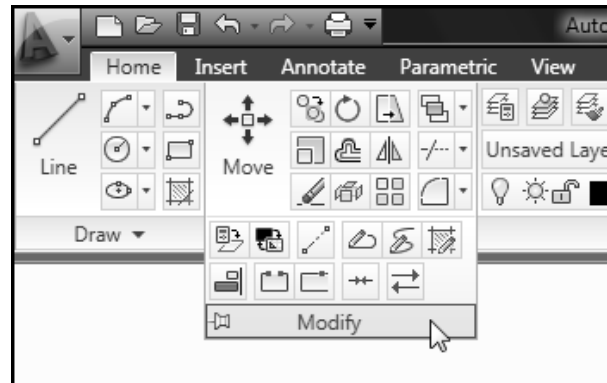 Auto
Home Insert Annotate Parametric View
Line
Move
Unsaved Laye
Draw
Modify